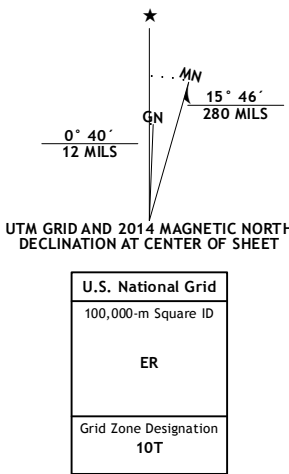 ★
MN
15° 46´
280 MILS
GN
0° 40´
12 MILS
UTM GRID AND 2014 MAGNETIC NORTH
DECLINATION AT CENTER OF SHEET
U.S. National Grid
100,000-m Square ID
ER
Grid Zone Designation
10T